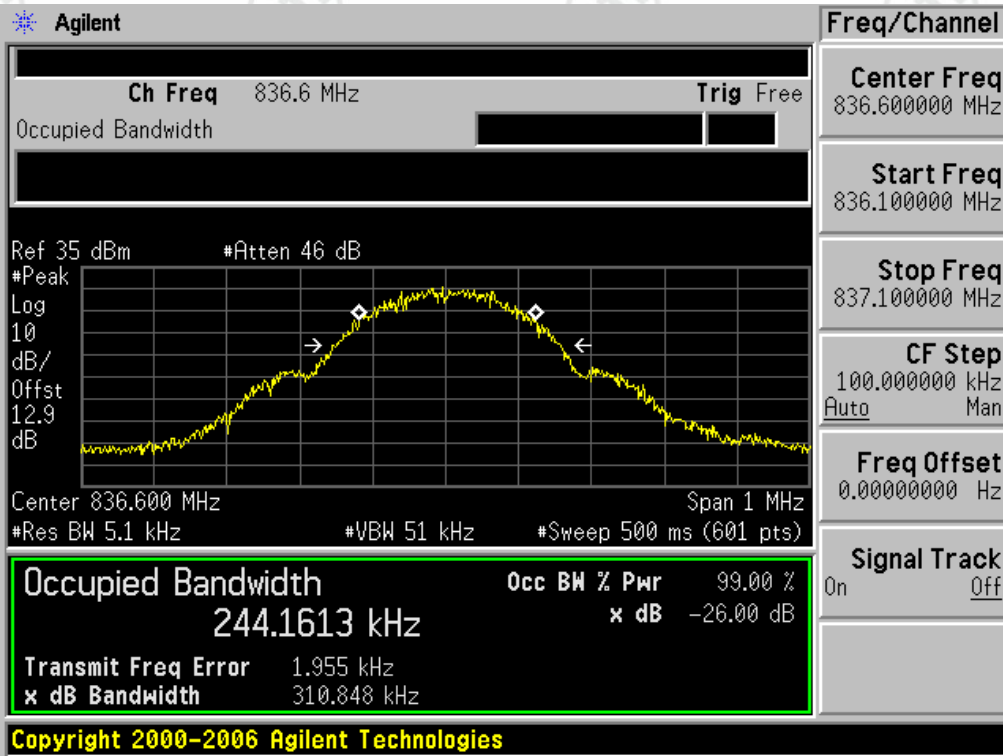 Agilent
Freq/Channel
Ch Freq 836.6 MHz Trig Free
Occupied Bandwidth
Center Freq
836.600000 MHz
Start Freq
836.100000 MHz
Stop Freq
837.100000 MHz
CF Step
100.000000 kHz
Auto Man
Freq Offset
0.00000000 Hz
Signal Track
On Off
Ref 35 dBm #Atten 46 dB
#Peak
Log
10
dB/
Offst
12.9
dB
Center 836.600 MHz Span 1 MHz
#Res BW 5.1 kHz #VBW 51 kHz #Sweep 500 ms (601 pts)
Occupied Bandwidth Occ BW % Pwr 99.00 %
244.1613 kHz x dB -26.00 dB
Transmit Freq Error 1.955 kHz
x dB Bandwidth 310.848 kHz
Copyright 2000-2006 Agilent Technologies